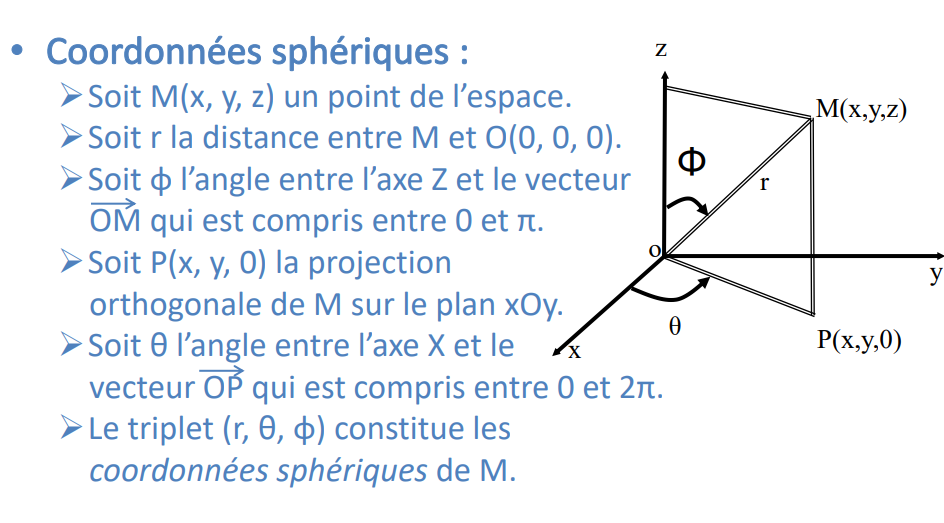 • Coordonnées sphériques :
➢Soit M(x, y, z) un point de l'espace.
➢Soit r la distance entre M et O(0, 0, 0).
➢Soit ф l'angle entre l'axe Z et le vecteur
OM qui est compris entre 0 et π.
➢Soit P(x, y, 0) la projection
orthogonale de M sur le plan xOy.
➢Soit θ l'angle entre l'axe X et le
vecteur OP qui est compris entre 0 et 2π.
➢Le triplet (r, θ, ф) constitue les
coordonnées sphériques de M.
z
M(x,y,z)
Ф
r
o
y
θ
x
P(x,y,0)